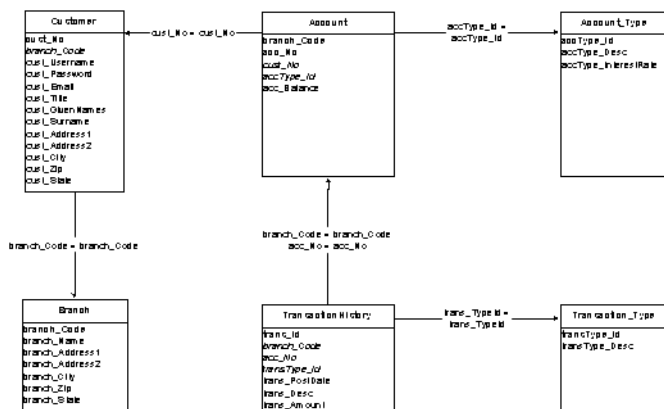 Customer
cust_No
branch_Code
cust_Username
cust_Password
cust_Email
cust_Title
cust_GivenNames
cust_Surname
cust_Address1
cust_Address2
cust_City
cust_Zip
cust_State
cust_No = cust_No
Account
branch_Code
acc_No
cust_No
accType_Id
acc_Balance
accType_Id =
accType_Id
Account_Type
accType_Id
accType_Desc
accType_InterestRate
branch_Code = branch_Code
branch_Code = branch_Code
acc_No = acc_No
Branch
branch_Code
branch_Name
branch_Address1
branch_Address2
branch_City
branch_Zip
branch_State
TransactionHistory
trans_Id
branch_Code
acc_No
transType_Id
trans_PostDate
trans_Desc
trans_Amount
trans_TypeId =
trans_TypeId
Transaction_Type
transType_Id
transType_Desc